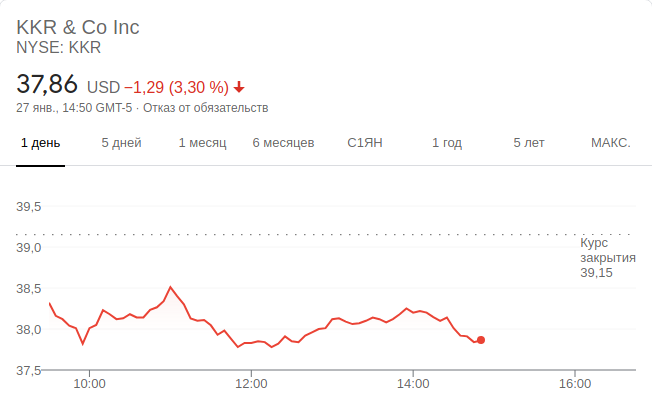 KKR & Co Inc
NYSE: KKR
37,86 USD −1,29 (3,30 %)
27 янв., 14:50 GMT-5 · Отказ от обязательств
1 день 5 дней 1 месяц 6 месяцев С1ЯН 1 год 5 лет МАКС.
39,5
39,0
38,5
38,0
37,5
Курс
закрытия
39,15
10:00 12:00 14:00 16:00